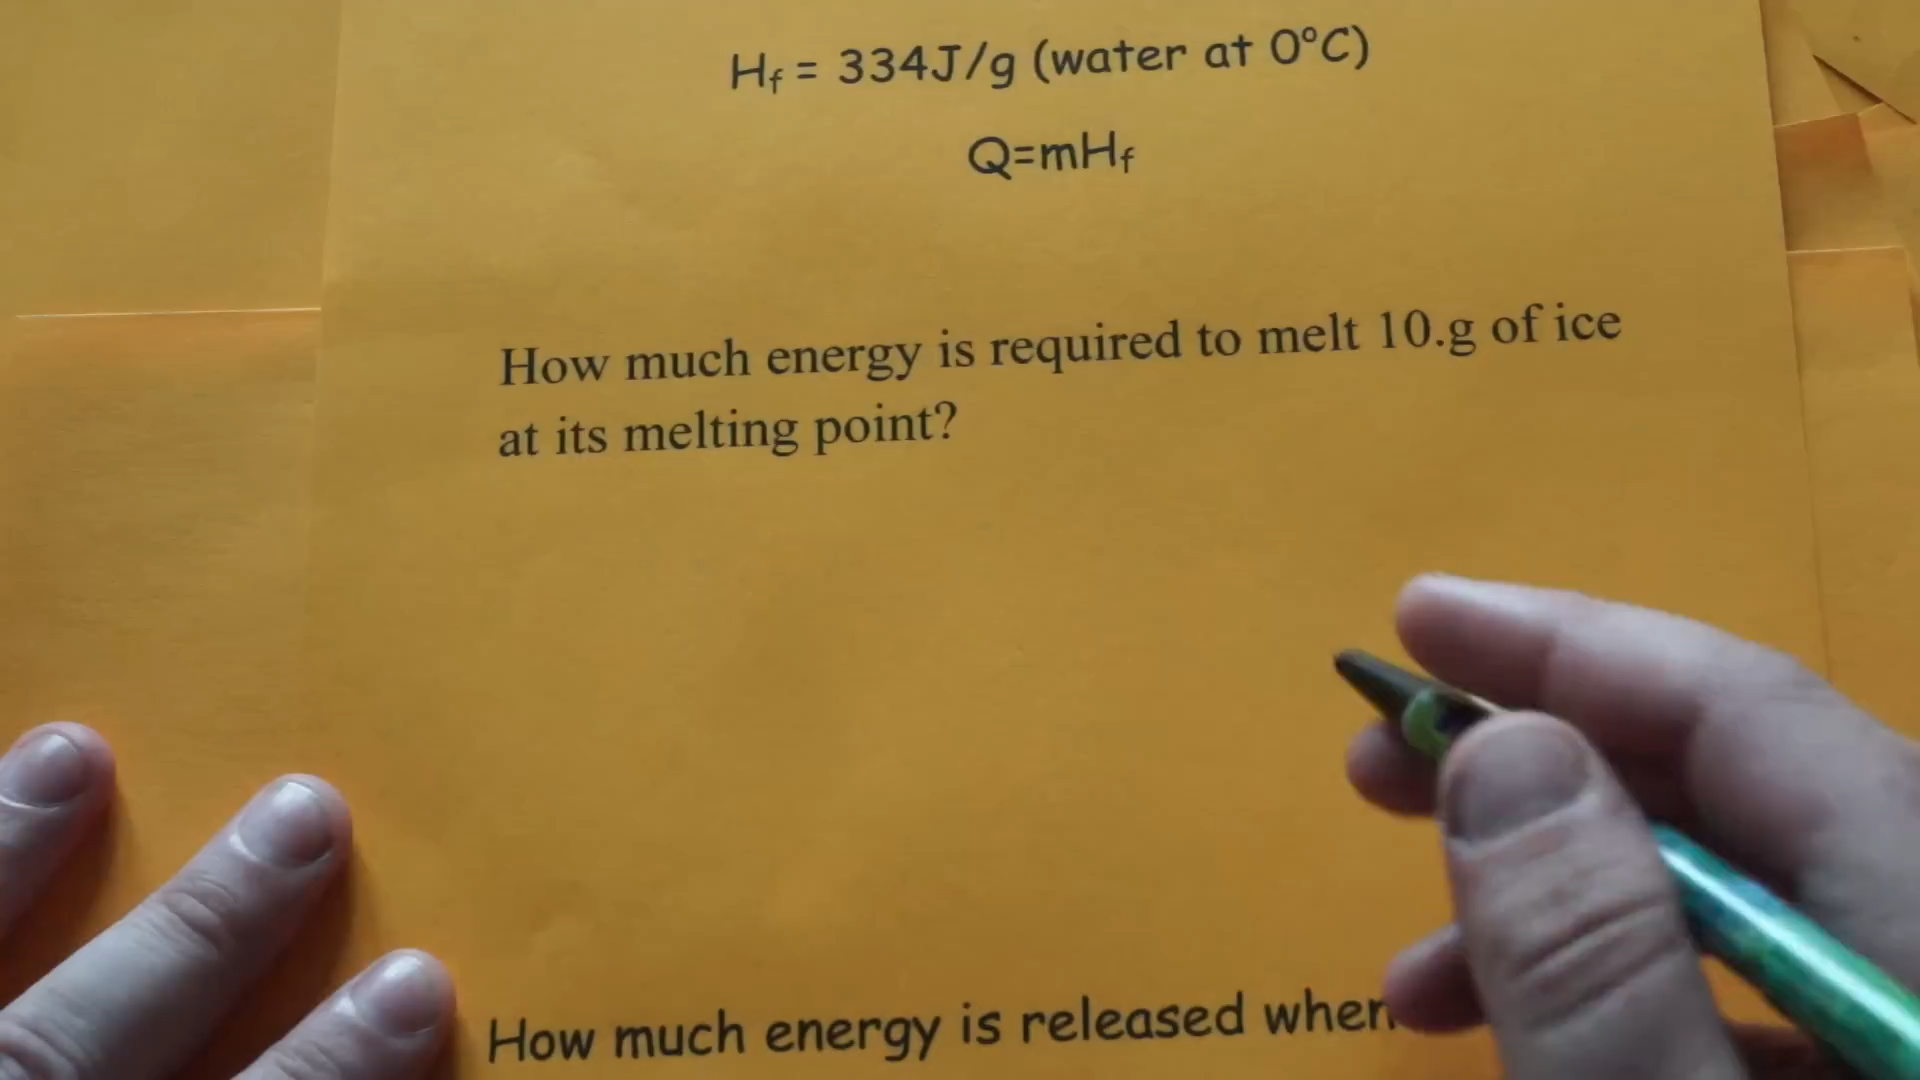 Hf = 334J/g (water at 0°C)
Q=mHf
How much energy is required to melt 10.g of ice
at its melting point?
How much energy is released when